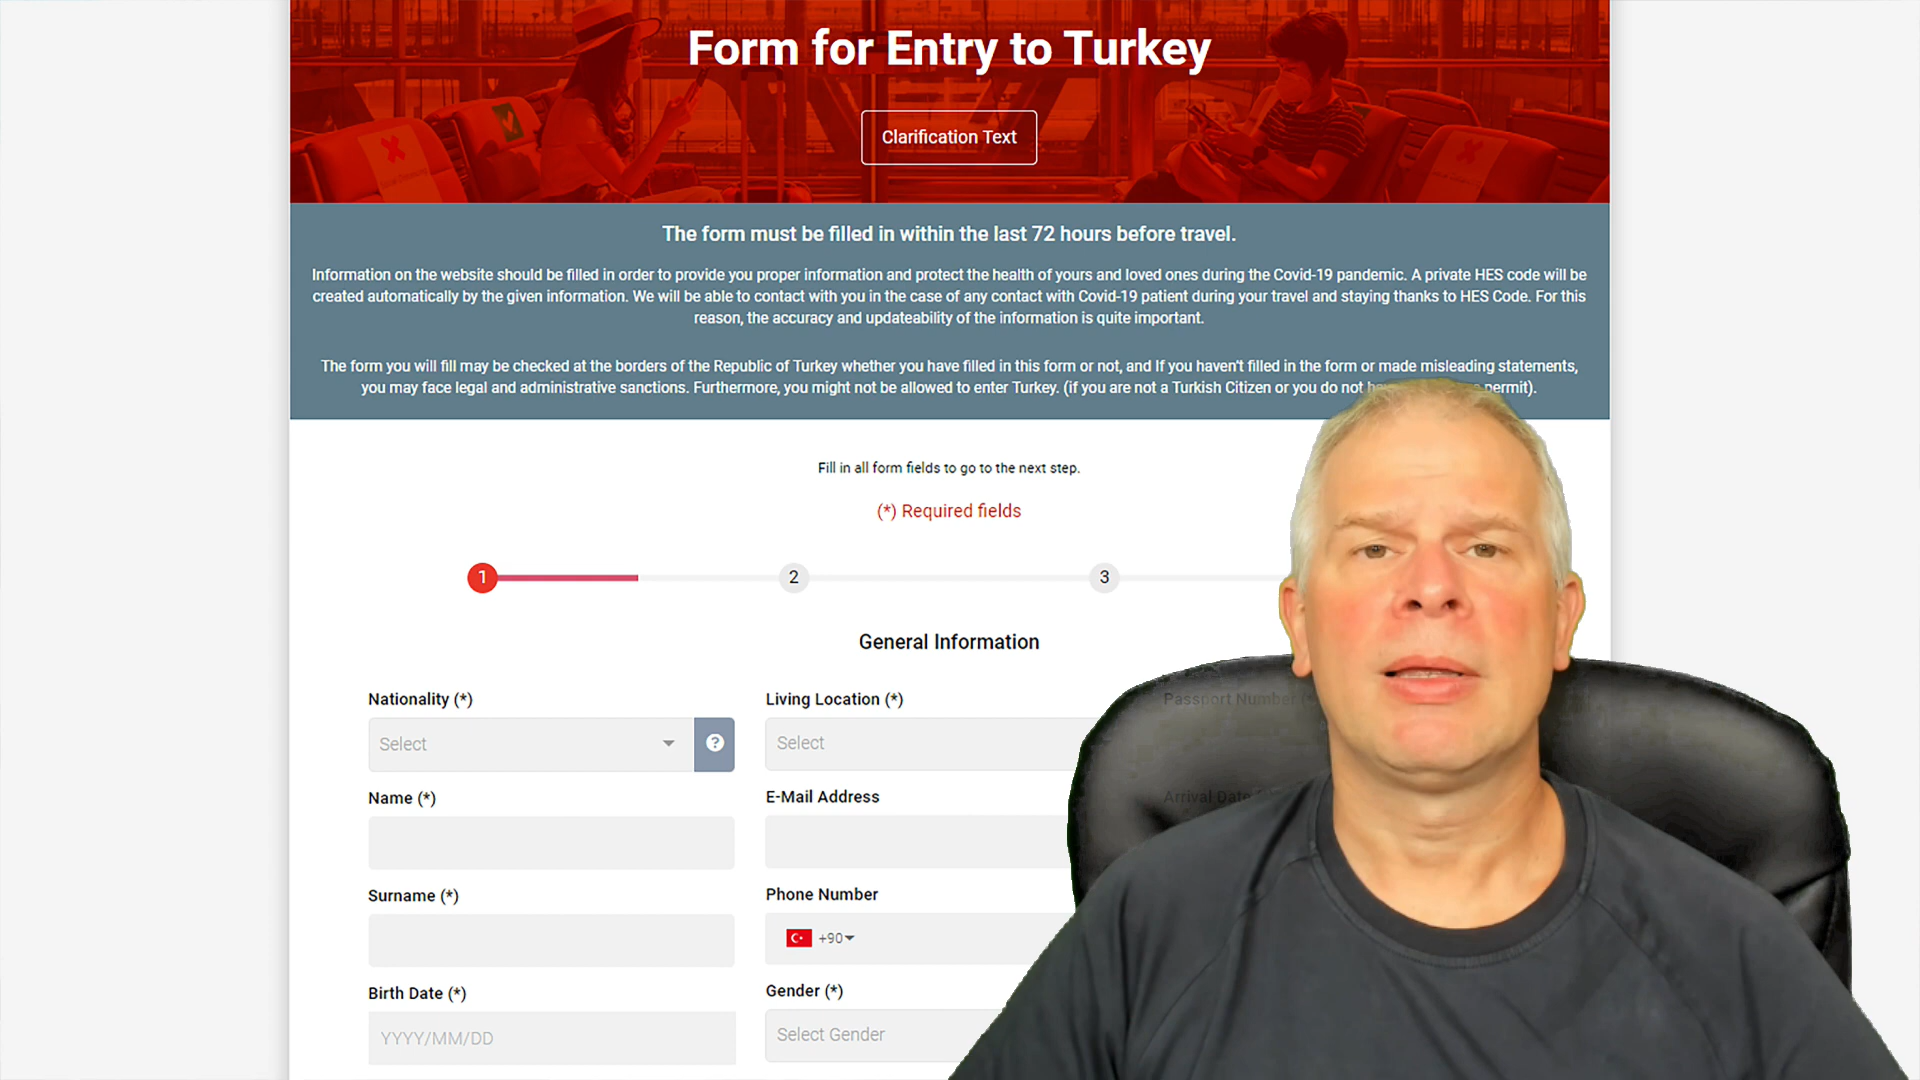 Form for Entry to Turkey
Clarification Text
The form must be filled in within the last 72 hours before travel.
Information on the website should be filled in order to provide you proper information and protect the health of yours and loved ones during the Covid-19 pandemic. A private HES code will be
created automatically by the given information. We will be able to contact with you in the case of any contact with Covid-19 patient during your travel and staying thanks to HES Code. For this
reason, the accuracy and updateability of the information is quite important.
The form you will fill may be checked at the borders of the Republic of Turkey whether you have filled in this form or not, and If you haven't filled in the form or made misleading statements,
you may face legal and administrative sanctions. Furthermore, you might not be allowed to enter Turkey. (if you are not a Turkish Citizen or you do not permit).
Fill in all form fields to go to the next step.
(*) Required fields
1 2 3
General Information
Nationality (*) Living Location (*) Passport Number
Select ? Select
Name (*) E-Mail Address Arrival Date
Surname (*) Phone Number
+90
Birth Date (*) Gender (*)
YYYY/MM/DD Select Gender